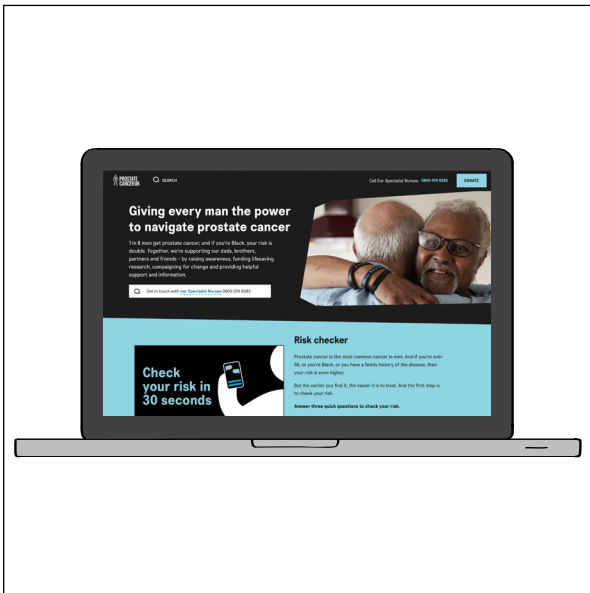 PROSTATE
CANCER UK
SEARCH
Call Our Specialist Nurses: 0800 074 8383
DONATE
Giving every man the power
to navigate prostate cancer
1 in 8 men get prostate cancer, and if you're Black, your risk is
double. Together, we're supporting our dads, brothers,
partners and friends - by raising awareness, funding lifesaving
research, campaigning for change and providing helpful
support and information.
Get in touch with our Specialist Nurses 0800 074 8383
Check
your risk in
30 seconds
Risk checker
Prostate cancer is the most common cancer in men. And if you're over
50, or you're Black, or you have a family history of the disease, then
your risk is even higher.
But the earlier you find it, the easier it is to treat. And the first step is
to check your risk.
Answer three quick questions to check your risk.